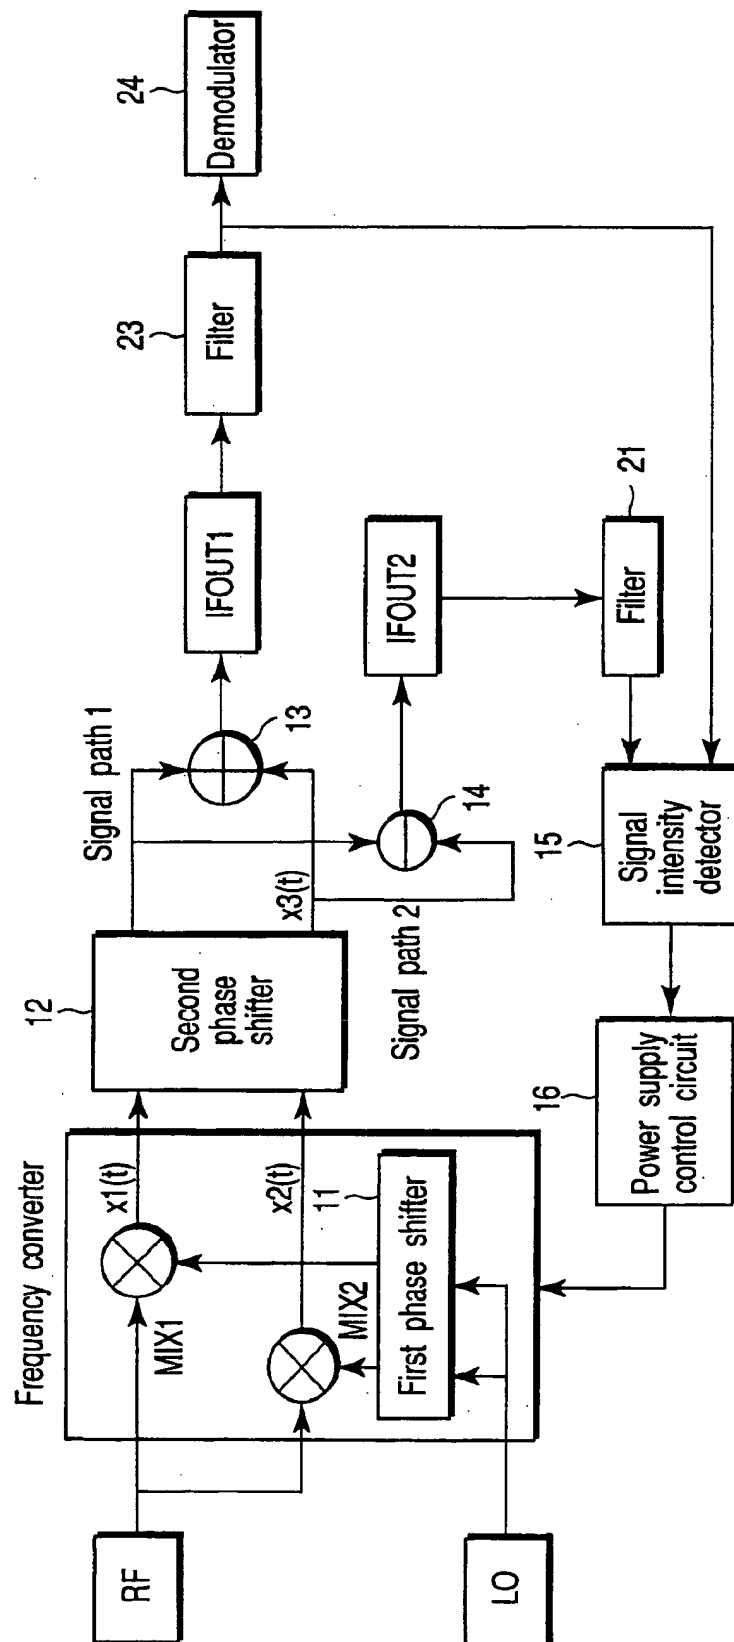 Frequency converter
RF
LO
MIX1
MIX2
x1(t)
x2(t)
11
First phase shifter
12
Second
phase
shifter
x3(t)
Signal path 1
Signal path 2
13
14
IFOUT1
IFOUT2
23
Filter
24
Demodulator
21
Filter
15
Signal
intensity
detector
16
Power supply
control circuit